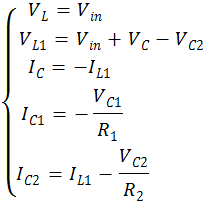 V_L = V_in
V_L1 = V_in + V_C − V_C2
I_C = −I_L1
I_C1 = −V_C1/R_1
I_C2 = I_L1 − V_C2/R_2